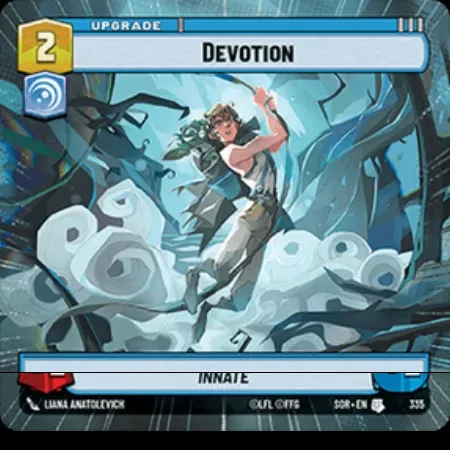 UPGRADE
2
DEVOTION
INNATE
LIANA ANATOLEVICH
©LFL ©FFG
SOR • EN
335